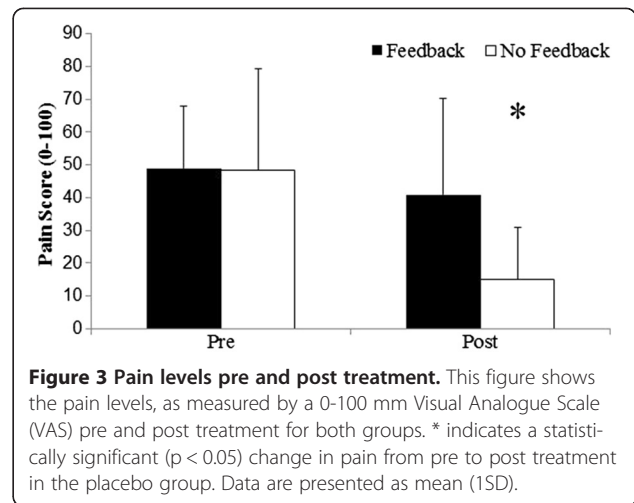 90
80
70
60
50
40
30
20
10
0
Pain Score (0-100)
Feedback No Feedback
*
Pre Post
Figure 3 Pain levels pre and post treatment. This figure shows
the pain levels, as measured by a 0-100 mm Visual Analogue Scale
(VAS) pre and post treatment for both groups. * indicates a statisti-
cally significant (p < 0.05) change in pain from pre to post treatment
in the placebo group. Data are presented as mean (1SD).